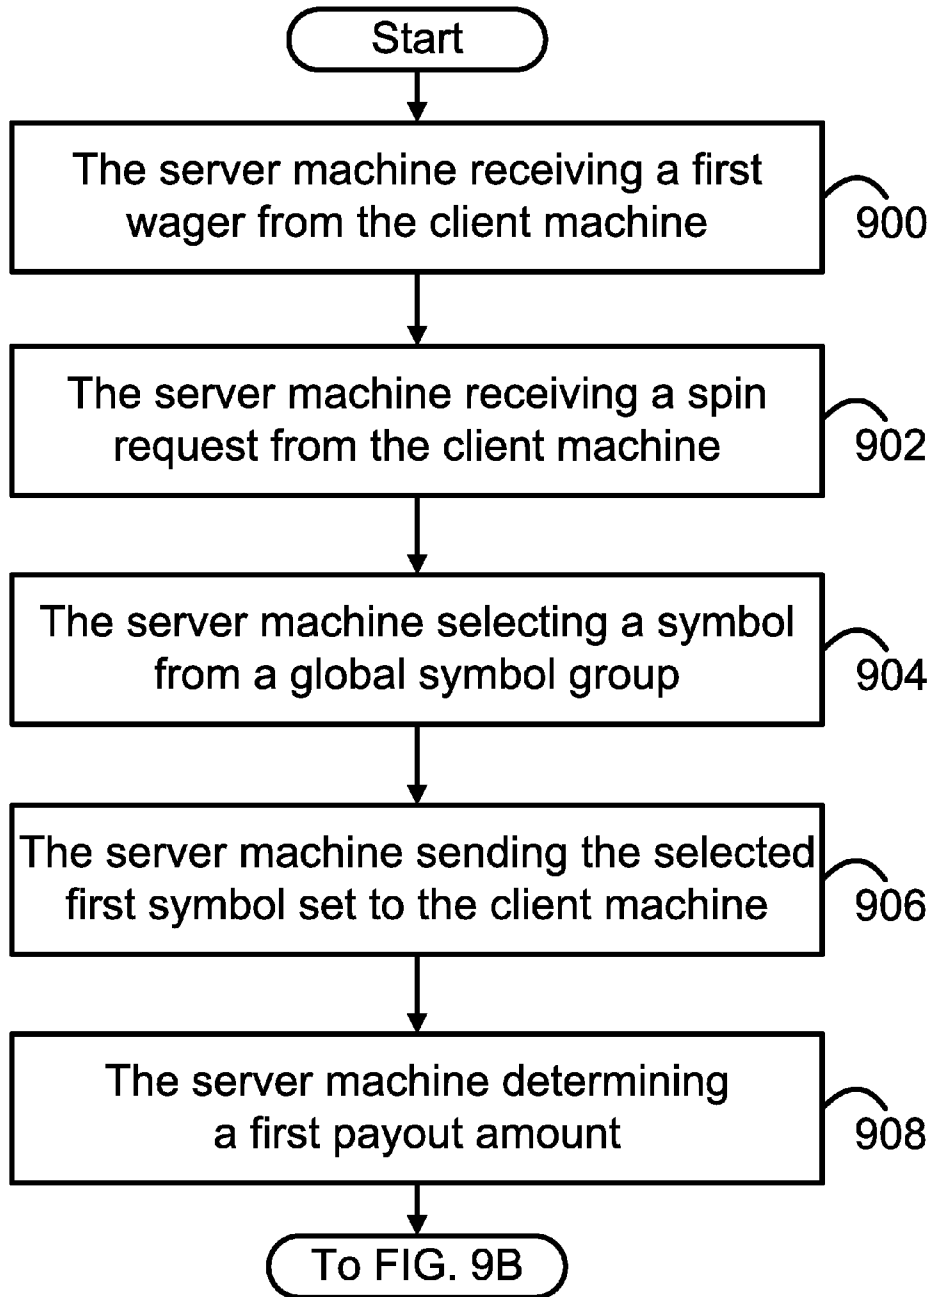 Start
The server machine receiving a first
wager from the client machine
900
The server machine receiving a spin
request from the client machine
902
The server machine selecting a symbol
from a global symbol group
904
The server machine sending the selected
first symbol set to the client machine
906
The server machine determining
a first payout amount
908
To FIG. 9B